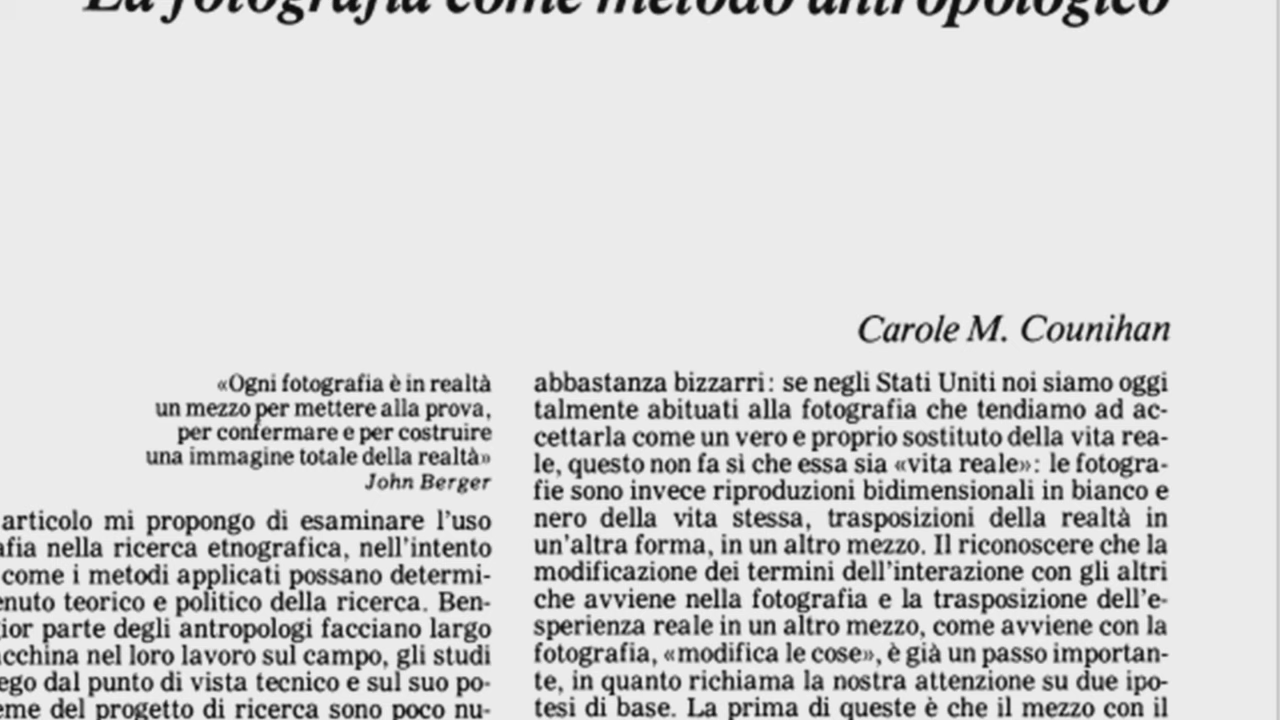 La fotografia come metodo antropologico
Carole M. Counihan
«Ogni fotografia è in realtà
un mezzo per mettere alla prova,
per confermare e per costruire
una immagine totale della realtà»
John Berger
articolo mi propongo di esaminare l'uso
nella ricerca etnografica, nell'intento
come i metodi applicati possano determi-
teorico e politico della ricerca. Ben-
parte degli antropologi facciano largo
nel loro lavoro sul campo, gli studi
dal punto di vista tecnico e sul suo po-
del progetto di ricerca sono poco nu-
abbastanza bizzarri: se negli Stati Uniti noi siamo oggi
talmente abituati alla fotografia che tendiamo ad ac-
cettarla come un vero e proprio sostituto della vita rea-
le, questo non fa sì che essa sia «vita reale»: le fotogra-
fie sono invece riproduzioni bidimensionali in bianco e
nero della vita stessa, trasposizioni della realtà in
un'altra forma, in un altro mezzo. Il riconoscere che la
modificazione dei termini dell'interazione con gli altri
che avviene nella fotografia e la trasposizione dell'e-
sperienza reale in un altro mezzo, come avviene con la
fotografia, «modifica le cose», è già un passo importan-
te, in quanto richiama la nostra attenzione su due ipo-
tesi di base. La prima di queste è che il mezzo con il